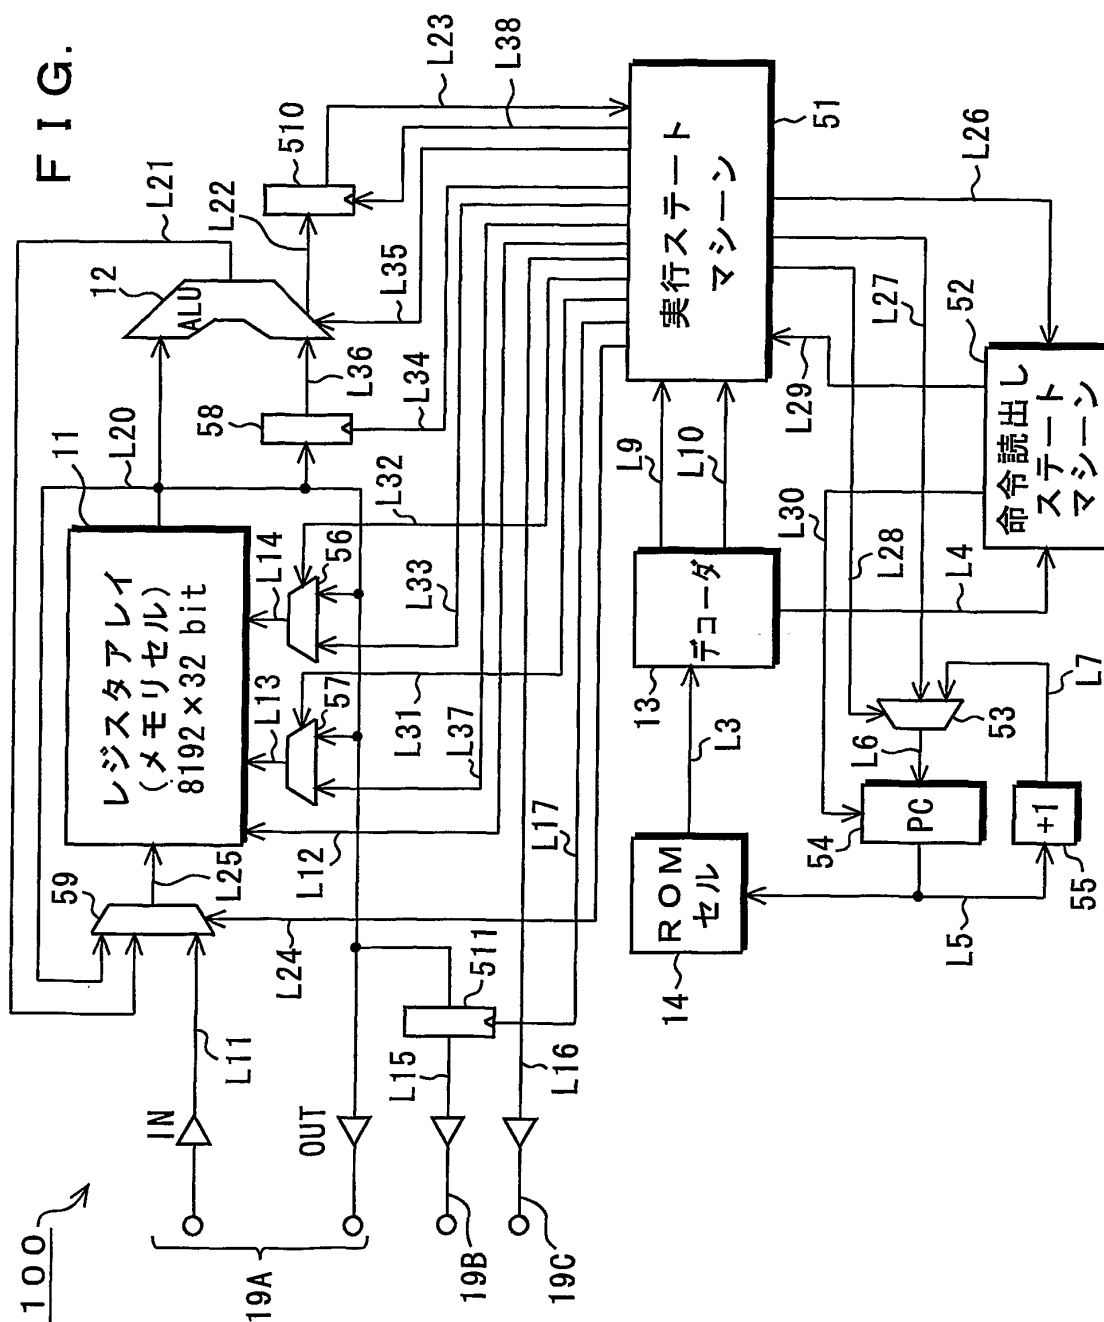 FIG.
100
19A
IN
OUT
19B
19C
L11
L15
L16
59
L25
L24
511
L12
L17
レジスタアレイ
(メモリセル)
8192×32 bit
11
L20
L13
L14
57
56
L31
L37
L33
L32
58
L36
L34
12
ALU
L21
L22
L35
510
L23
L38
14
ROM
セル
L3
13
デコーダ
L9
L10
実行ステート
マシーン
51
L5
54
PC
55
+1
L6
53
L7
L30
L28
L4
L29
L27
L26
52
命令読出し
ステート
マシーン